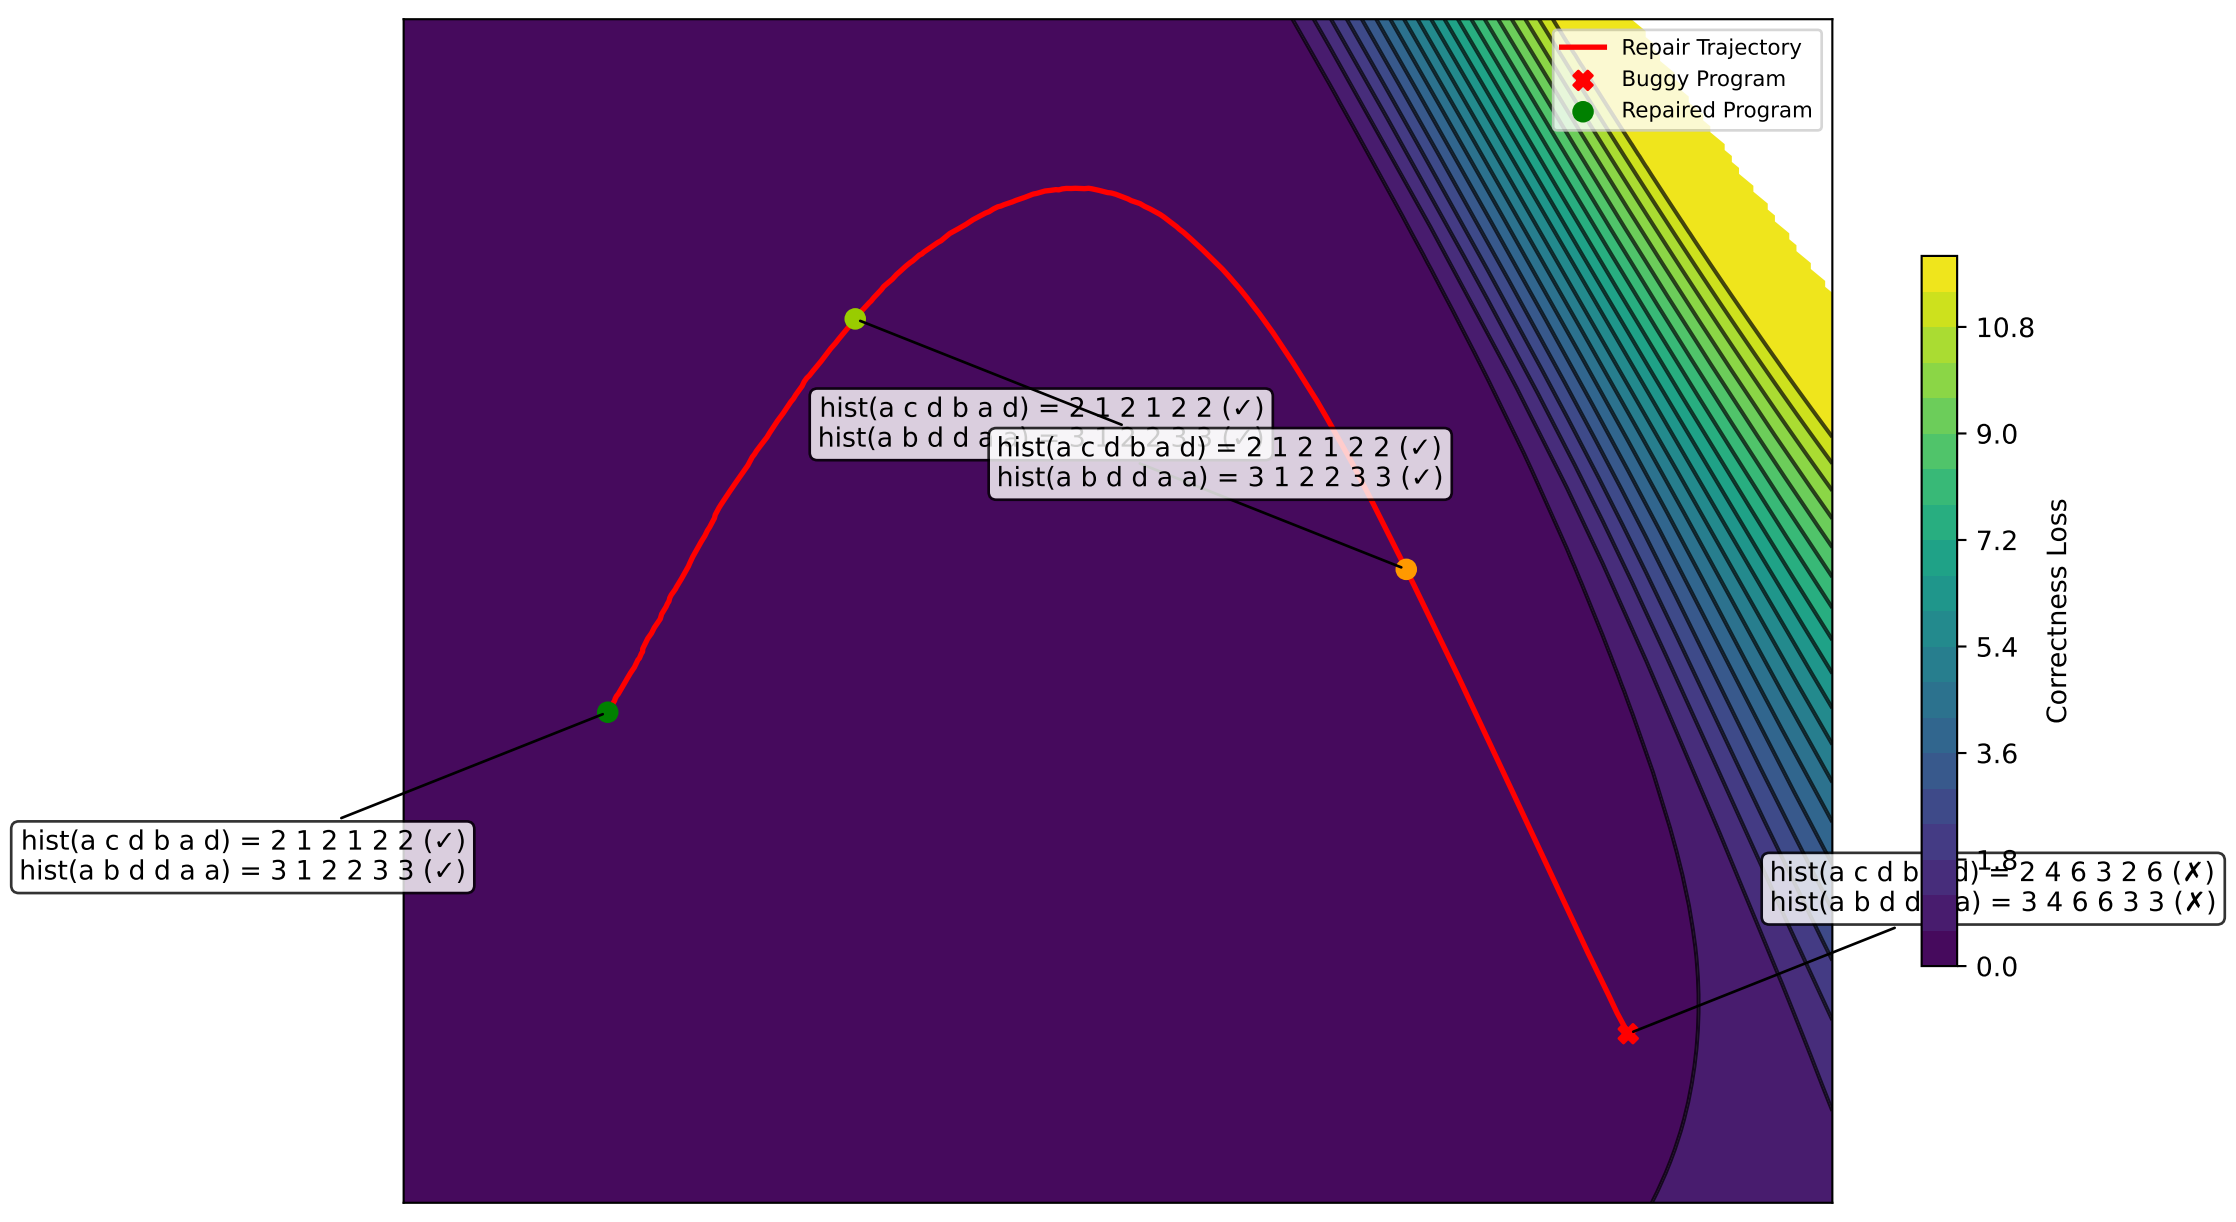 Repair Trajectory
Buggy Program
Repaired Program
hist(a c d b a d) = 2 1 2 1 2 2 (✓)
hist(a b d d a a) = 3 1 2 2 3 3 (✓)
hist(a c d b a d) = 2 1 2 1 2 2 (✓)
hist(a b d d a a) = 3 1 2 2 3 3 (✓)
hist(a c d b a d) = 2 1 2 1 2 2 (✓)
hist(a b d d a a) = 3 1 2 2 3 3 (✓)
hist(a c d b d) = 2 4 6 3 2 6 (✗)
hist(a b d d a) = 3 4 6 6 3 3 (✗)
10.8
9.0
7.2
5.4
3.6
1.8
0.0
Correctness Loss